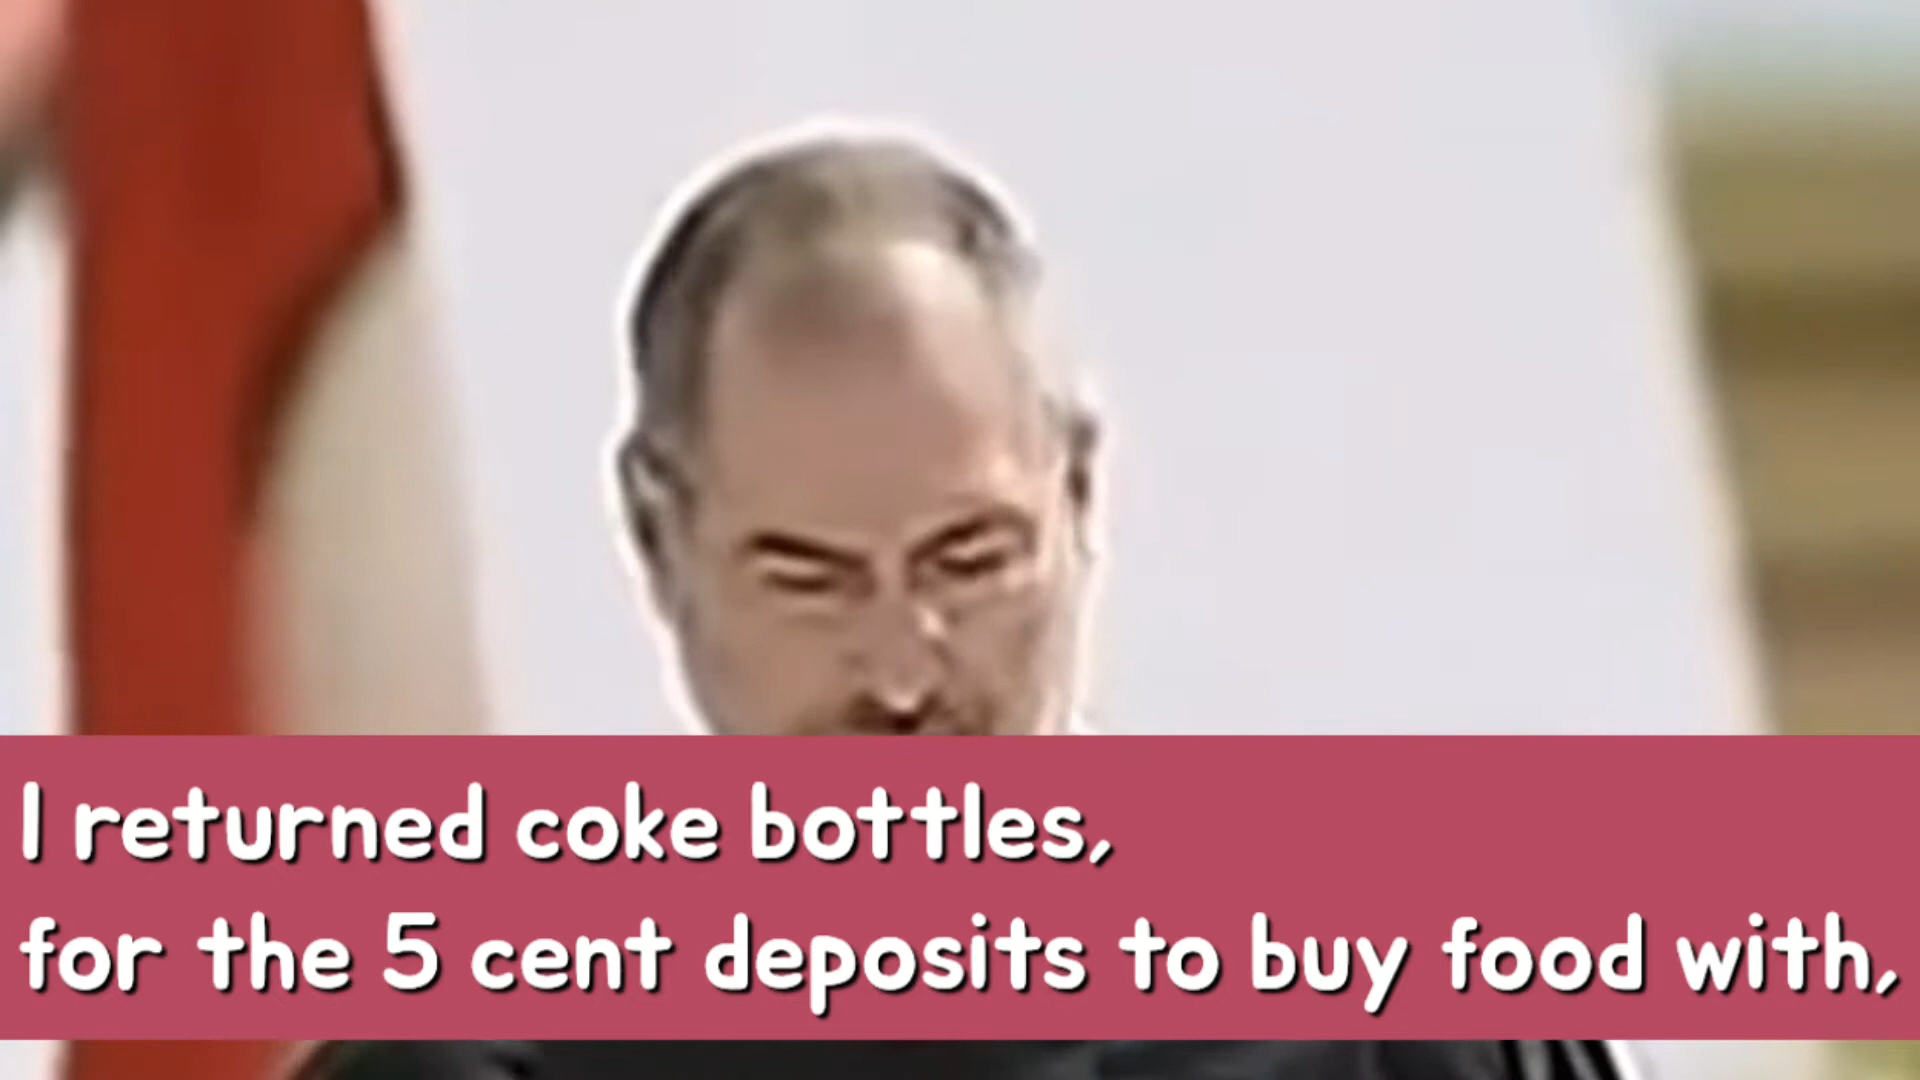 I returned coke bottles,
for the 5 cent deposits to buy food with,